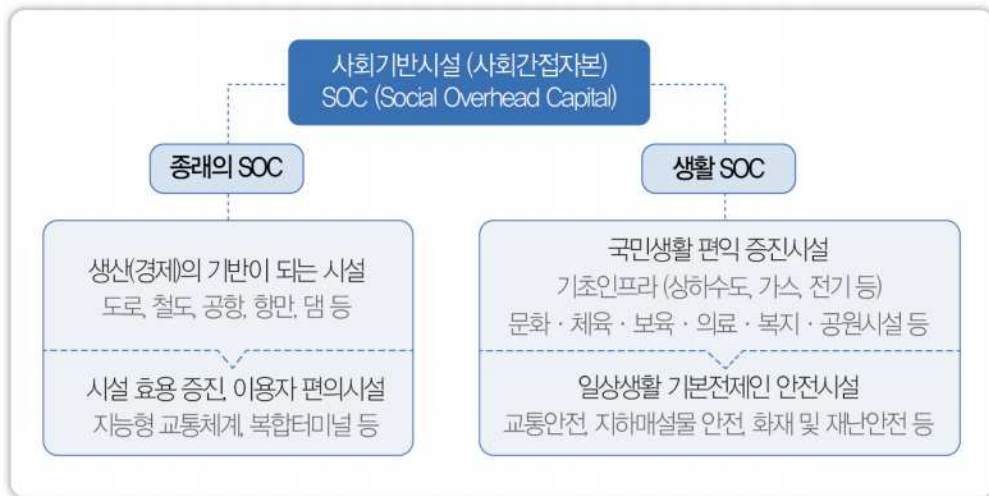 사회기반시설 (사회간접자본)
SOC (Social Overhead Capital)
종래의 SOC
생산(경제)의 기반이 되는 시설
도로, 철도, 공항, 항만, 댐 등
시설 효용 증진, 이용자 편의시설
지능형 교통체계, 복합터미널 등
생활 SOC
국민생활 편익 증진시설
기초인프라 (상하수도, 가스, 전기 등)
문화 · 체육 · 보육 · 의료 · 복지 · 공원시설 등
일상생활 기본전제인 안전시설
교통안전, 지하매설물 안전, 화재 및 재난안전 등